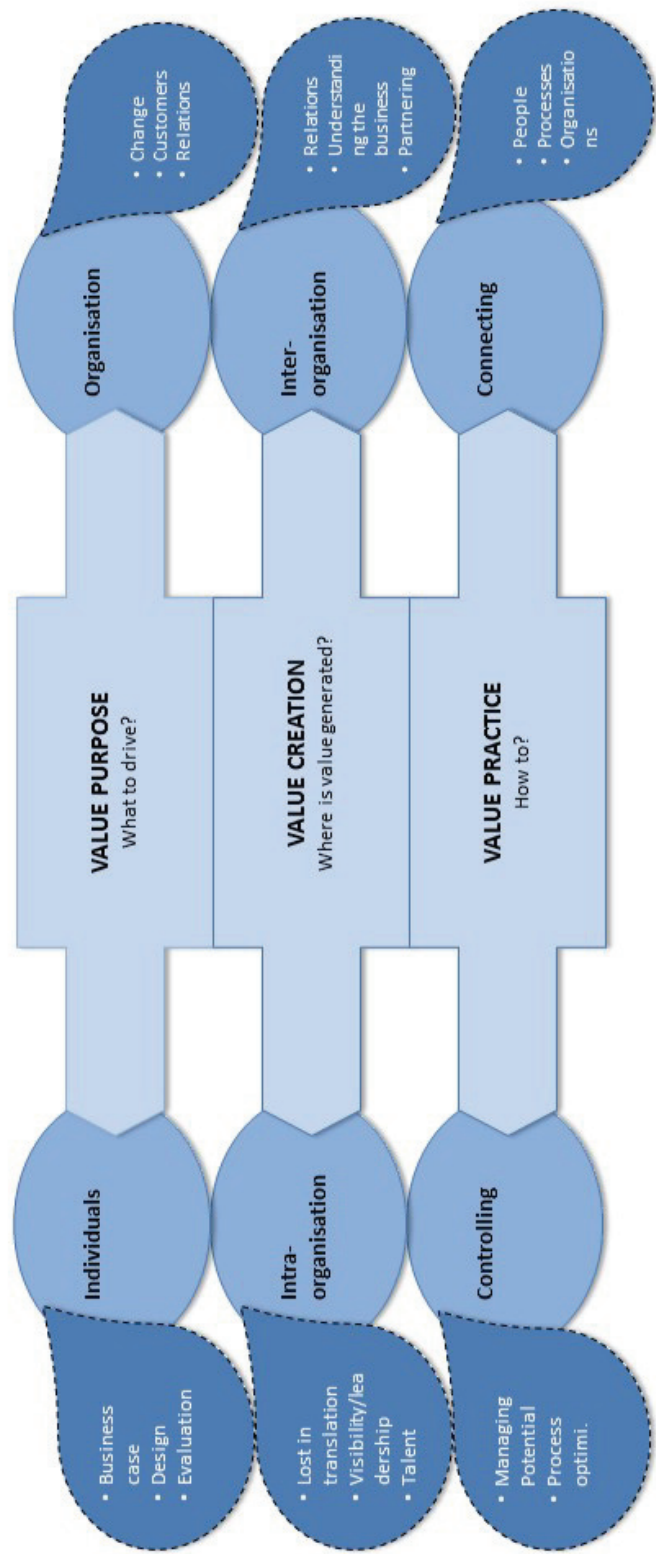 • Business
case
• Design
• Evaluation
Individuals
VALUE PURPOSE
What to drive?
Organisation
• Change
• Customers
• Relations
• Lost in
translation
• Visibility/lea
dership
• Talent
Intra-
organisation
VALUE CREATION
Where is value generated?
Inter-
organisation
• Relations
• Understandi
ng the
business
• Partnering
• Managing
Potential
• Process
optimi.
Controlling
VALUE PRACTICE
How to?
Connecting
• People
• Processes
• Organisatio
ns